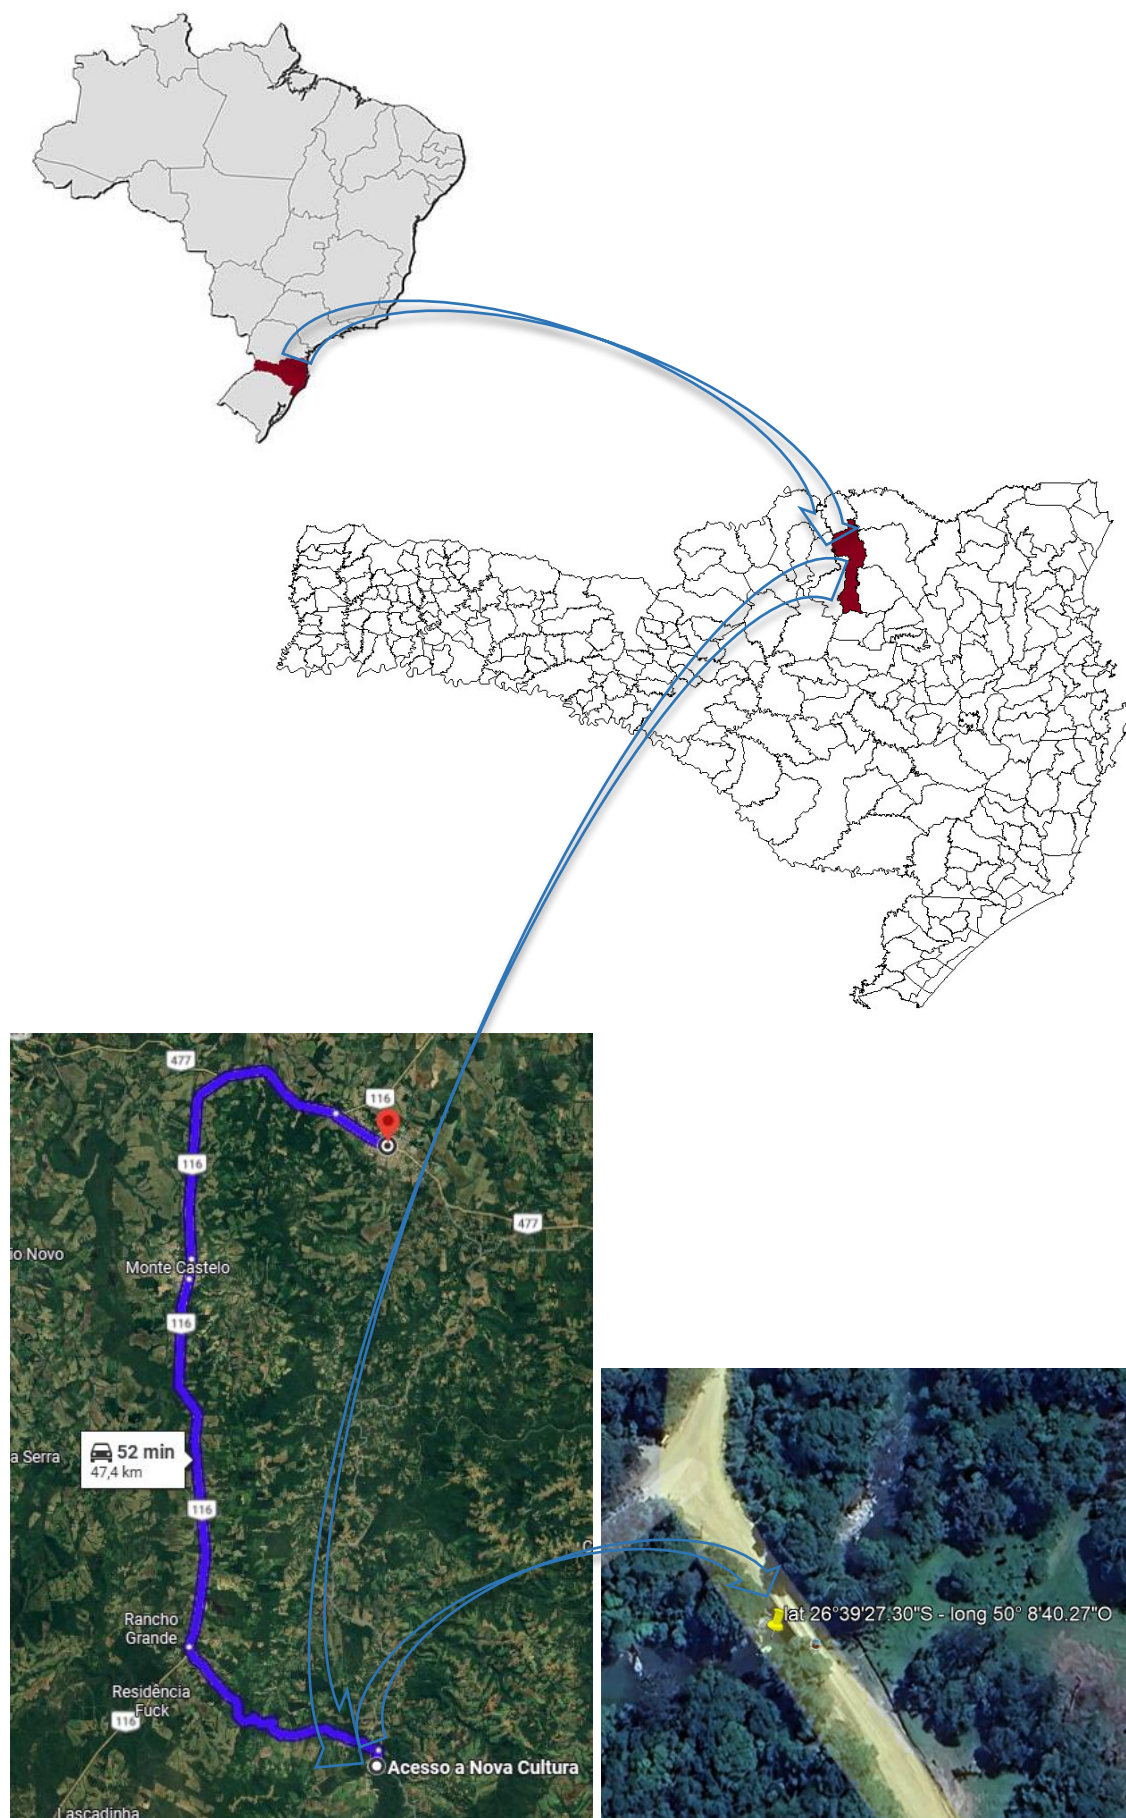 477
116
116
477
io Novo
Monte Castelo
116
a Serra
52 min
47,4 km
116
Rancho
Grande
Residência
Fuck
116
Acesso a Nova Cultura
Lascadinha
lat 26°39'27.30"S - long 50° 8'40.27"O